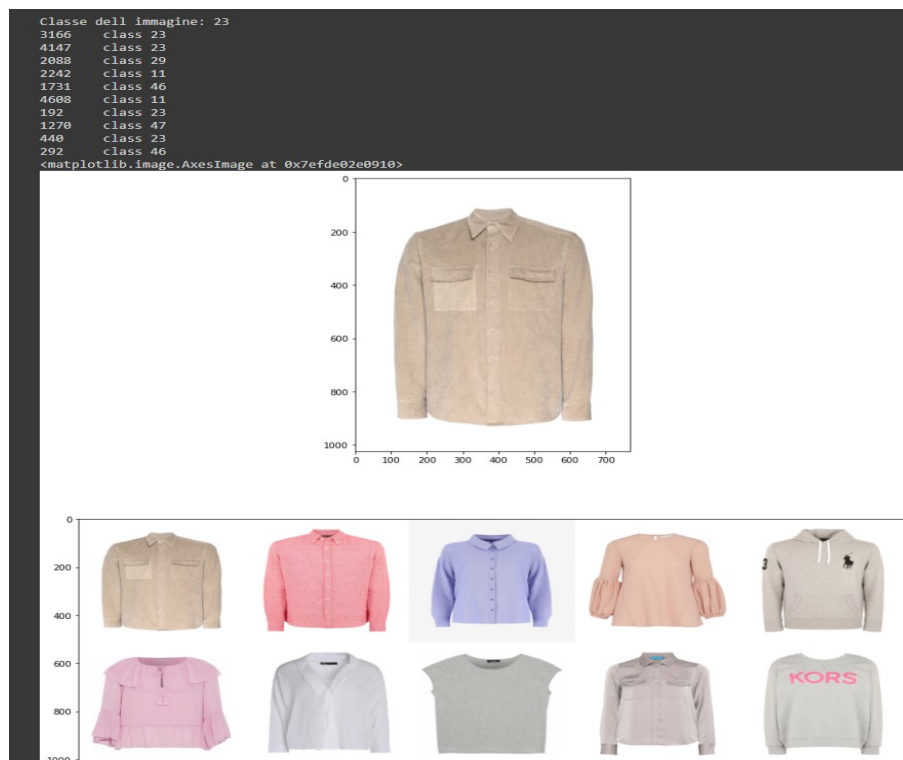 Classe dell immagine: 23
3166 class 23
4147 class 23
2088 class 29
2242 class 11
1731 class 46
4608 class 11
192 class 23
1270 class 47
440 class 23
292 class 46
<matplotlib.image.AxesImage at 0x7efde02e0910>
0
200
400
600
800
1000
0 100 200 300 400 500 600 700
0
200
400
600
KORS
800
1000